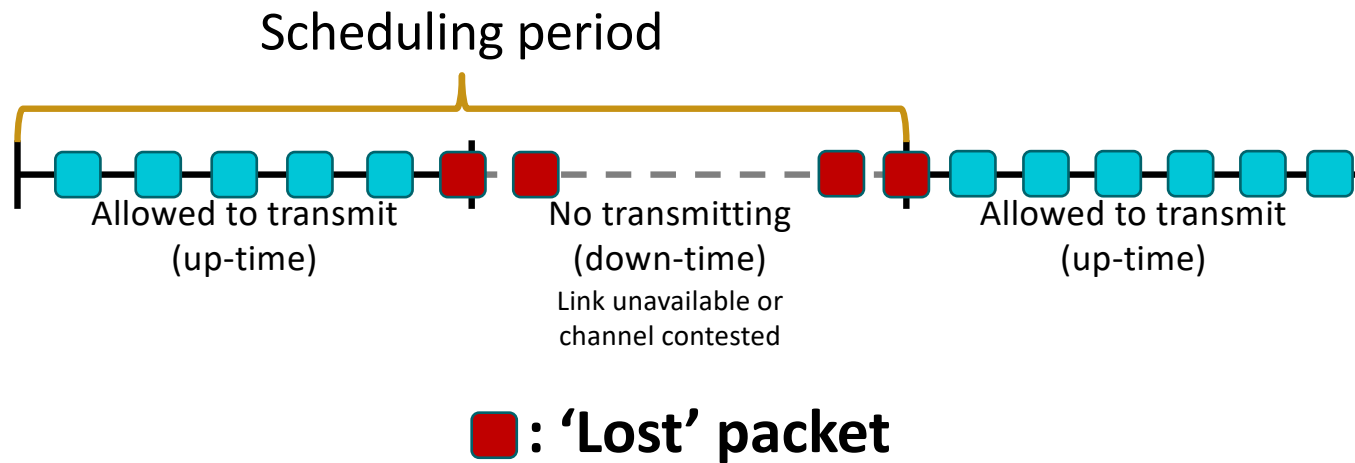 Scheduling period
Allowed to transmit
(up-time)
No transmitting
(down-time)
Link unavailable or
channel contested
Allowed to transmit
(up-time)
: ‘Lost’ packet